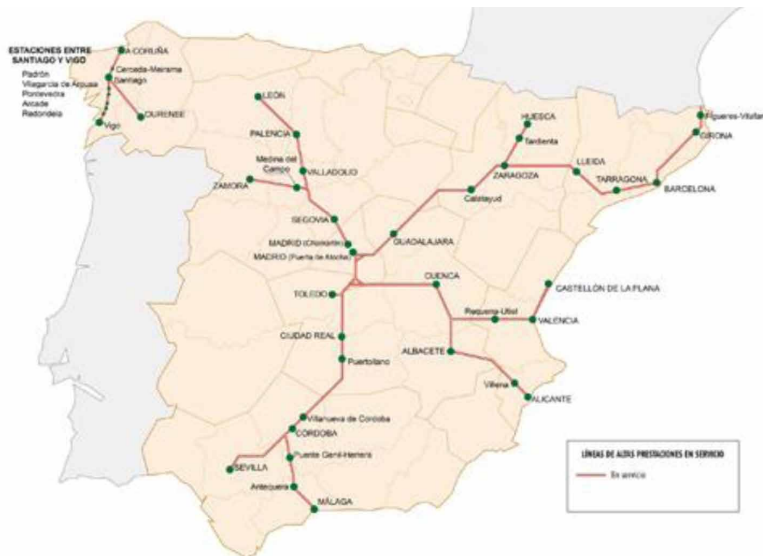 ESTACIONES ENTRE
SANTIAGO Y VIGO
Padrón
Vilagarcía de Arousa
Pontevedra
Arcade
Redondela
A CORUÑA
Cerceda-Meirama
Santiago
OURENSE
Vigo
LEÓN
PALENCIA
Medina del
Campo
VALLADOLID
ZAMORA
SEGOVIA
MADRID (Chamartín)
MADRID (Puerta de Atocha)
GUADALAJARA
Calatayud
ZARAGOZA
HUESCA
Tardienta
LLEIDA
TARRAGONA
BARCELONA
GIRONA
Figueres-Vilafant
TOLEDO
CUENCA
CASTELLÓN DE LA PLANA
Requena-Utiel
VALENCIA
CIUDAD REAL
Puertollano
ALBACETE
Villena
ALICANTE
Villanueva de Córdoba
CÓRDOBA
SEVILLA
Puente Genil-Herrera
Antequera
MÁLAGA
LÍNEAS DE ALTAS PRESTACIONES EN SERVICIO
En servicio